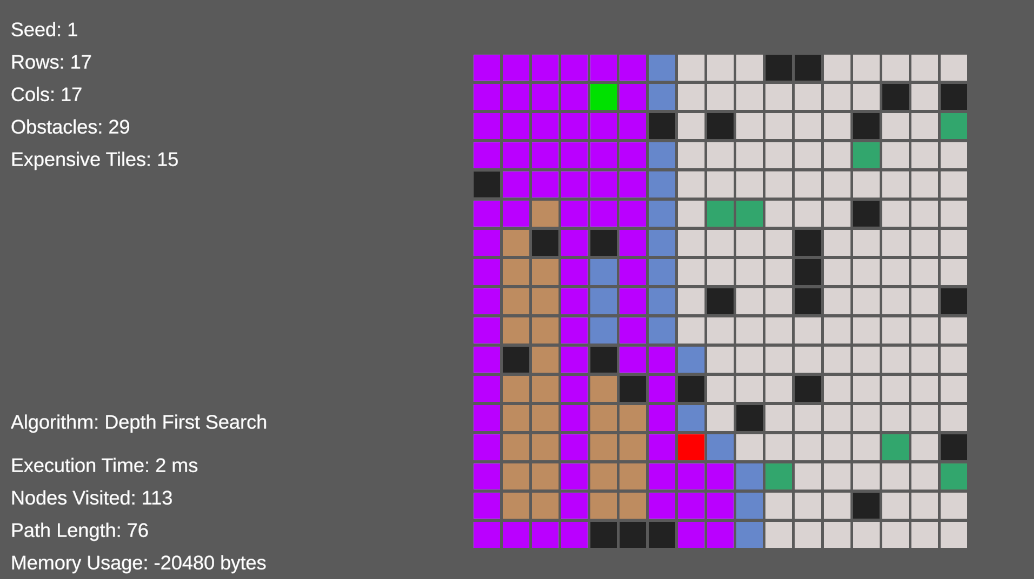 Seed: 1
Rows: 17
Cols: 17
Obstacles: 29
Expensive Tiles: 15
Algorithm: Depth First Search
Execution Time: 2 ms
Nodes Visited: 113
Path Length: 76
Memory Usage: -20480 bytes